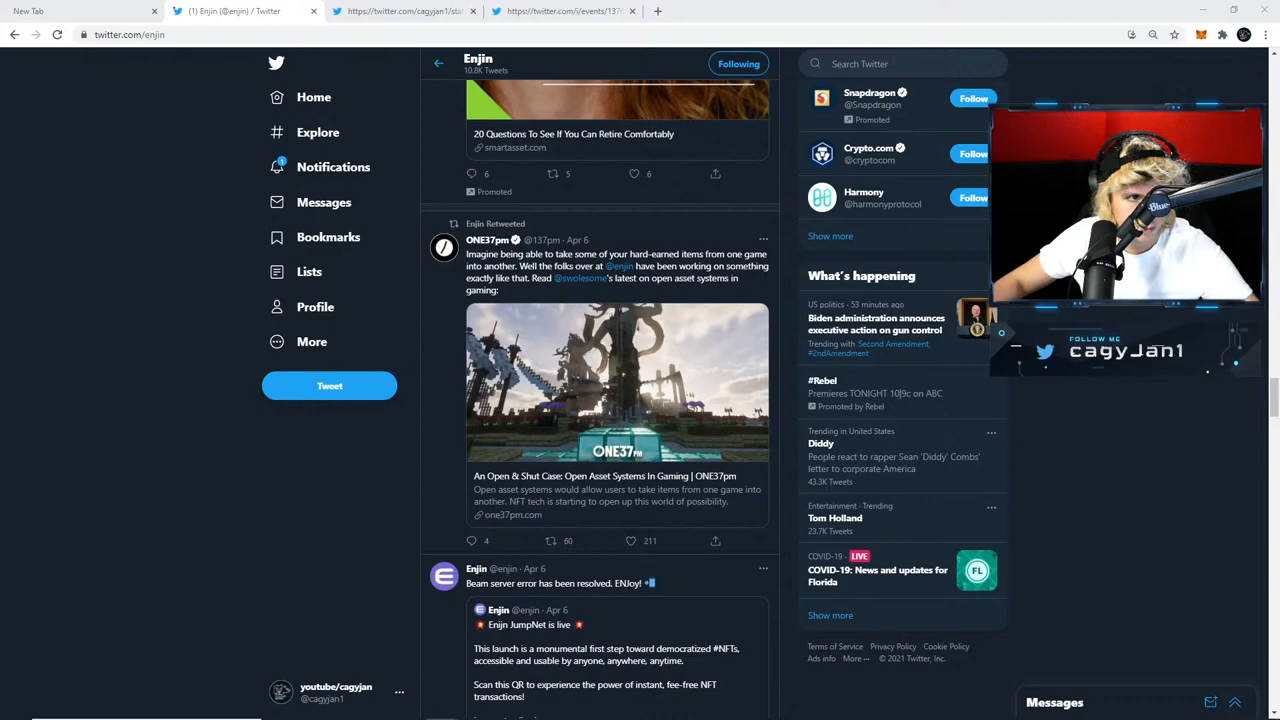 New Tab
(1) Enjin (@enjin) / Twitter
https://twitter.com/cagyjan1/sta
https://twitter.com/i/events/137
twitter.com/enjin
Home
Explore
1
Notifications
Messages
Bookmarks
Lists
Profile
More
Tweet
youtube/cagyjan
@cagyjan1
Enjin
10.8K Tweets
Following
20 Questions To See If You Can Retire Comfortably
smartasset.com
6
5
6
Promoted
Enjin Retweeted
ONE37pm @137pm · Apr 6
Imagine being able to take some of your hard-earned items from one game
into another. Well the folks over at @enjin have been working on something
exactly like that. Read @swolesome's latest on open asset systems in
gaming:
ONE37PM
An Open & Shut Case: Open Asset Systems In Gaming | ONE37pm
Open asset systems would allow users to take items from one game into
another. NFT tech is starting to open up this world of possibility.
one37pm.com
4
60
211
Enjin @enjin · Apr 6
Beam server error has been resolved. ENJoy!
Enjin @enjin · Apr 6
Enijn JumpNet is live
This launch is a monumental first step toward democratized #NFTs,
accessible and usable by anyone, anywhere, anytime.
Scan this QR to experience the power of instant, fee-free NFT
transactions!
Search Twitter
Snapdragon
@Snapdragon
Follow
Promoted
Crypto.com
@cryptocom
Follow
Harmony
@harmonyprotocol
Follow
Show more
What's happening
US politics · 53 minutes ago
Biden administration announces
executive action on gun control
Trending with Second Amendment,
#2ndAmendment
#Rebel
Premieres TONIGHT 10|9c on ABC
Promoted by Rebel
Trending in United States
Diddy
People react to rapper Sean 'Diddy' Combs'
letter to corporate America
43.3K Tweets
Entertainment · Trending
Tom Holland
23.7K Tweets
COVID-19 · LIVE
COVID-19: News and updates for
Florida
FL
Show more
Terms of Service Privacy Policy Cookie Policy
Ads info More ··· © 2021 Twitter, Inc.
Blue
FOLLOW ME
cagyJan1
Messages